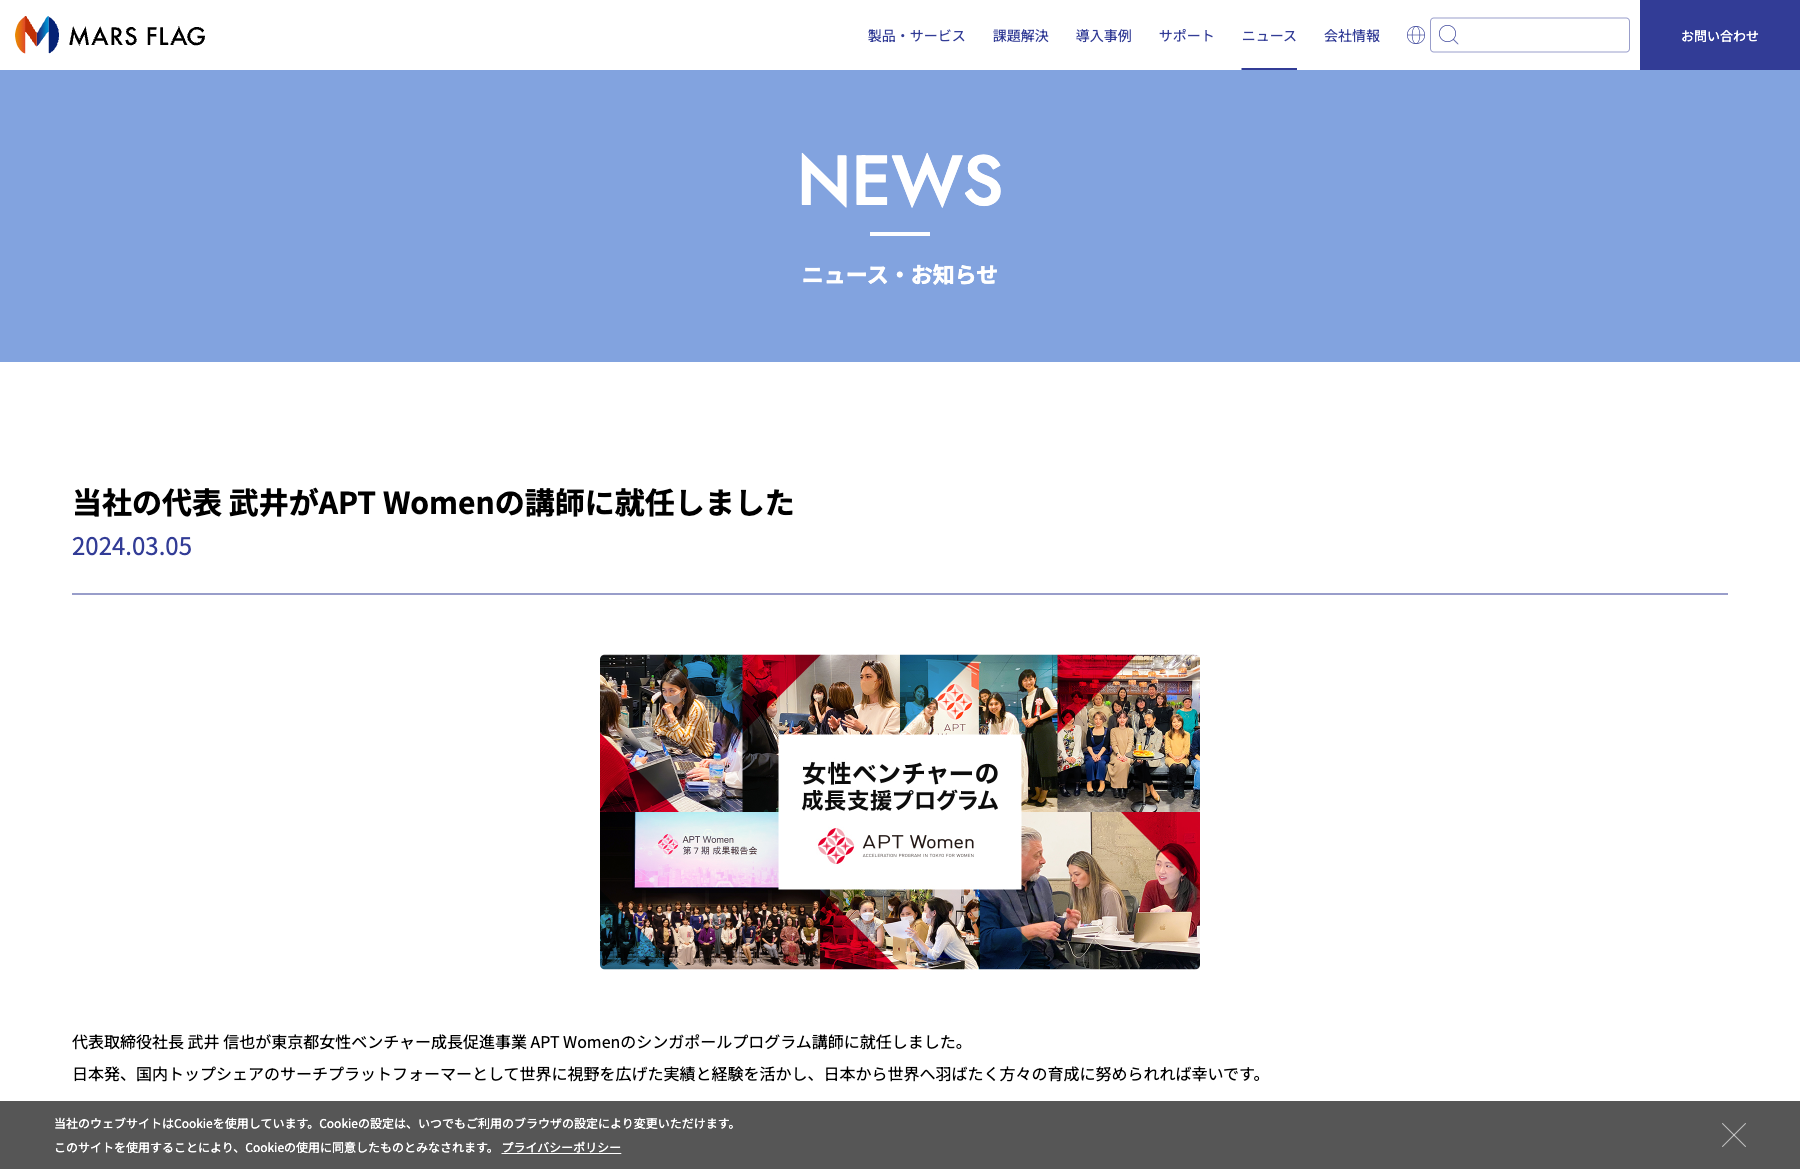 MARS FLAG
製品・サービス
課題解決
導入事例
サポート
ニュース
会社情報
お問い合わせ
NEWS
ニュース・お知らせ
当社の代表 武井がAPT Womenの講師に就任しました
2024.03.05
APT
女性ベンチャーの
成長支援プログラム
APT Women
ACCELERATION PROGRAM IN TOKYO FOR WOMEN
APT Women
第7期 成果報告会
代表取締役社長 武井 信也が東京都女性ベンチャー成長促進事業 APT Womenのシンガポールプログラム講師に就任しました。
日本発、国内トップシェアのサーチプラットフォーマーとして世界に視野を広げた実績と経験を活かし、日本から世界へ羽ばたく方々の育成に努められれば幸いです。
当社のウェブサイトはCookieを使用しています。Cookieの設定は、いつでもご利用のブラウザの設定により変更いただけます。
このサイトを使用することにより、Cookieの使用に同意したものとみなされます。 プライバシーポリシー